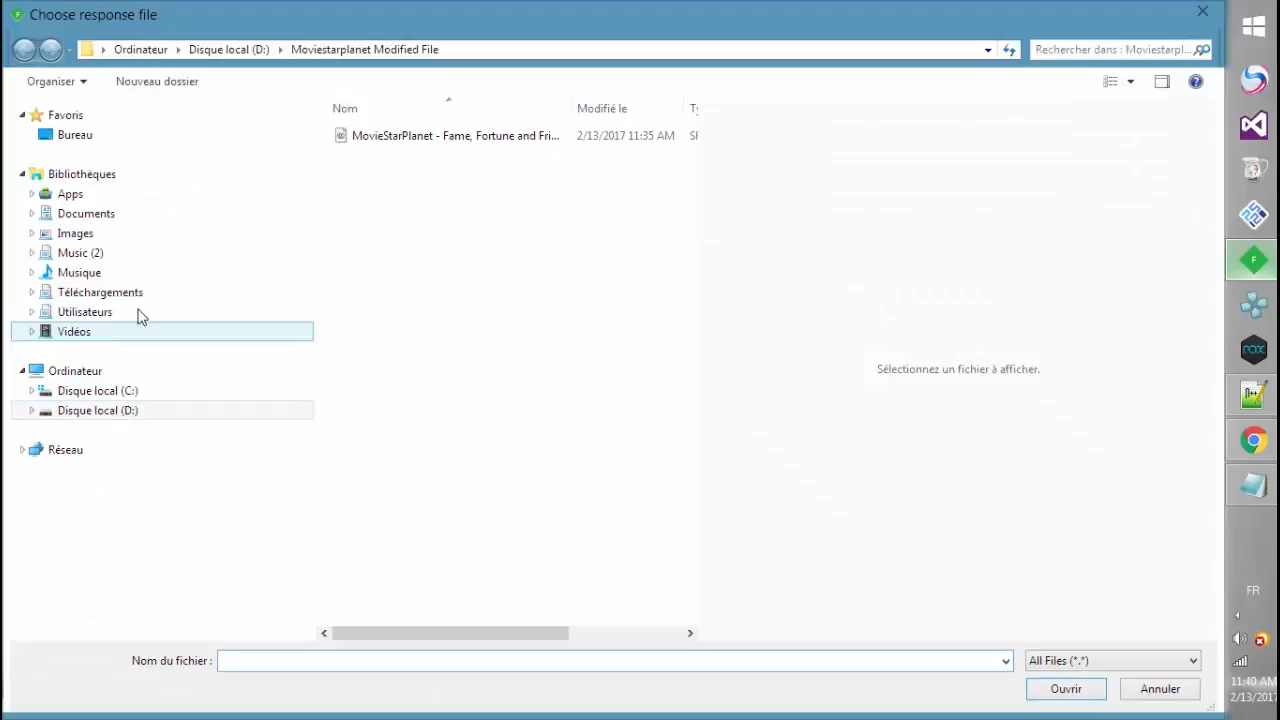 Choose response file
Ordinateur Disque local (D:) Moviestarplanet Modified File
Rechercher dans : Moviestarpl...
Organiser Nouveau dossier
Favoris
Bureau
Bibliothèques
Apps
Documents
Images
Music (2)
Musique
Téléchargements
Utilisateurs
Vidéos
Ordinateur
Disque local (C:)
Disque local (D:)
Réseau
Nom Modifié le Ty
MovieStarPlanet - Fame, Fortune and Fri... 2/13/2017 11:35 AM SH
Sélectionnez un fichier à afficher.
Nom du fichier :
All Files (*.*)
Ouvrir Annuler
F
nox
FR
11:40 AM
2/13/2017